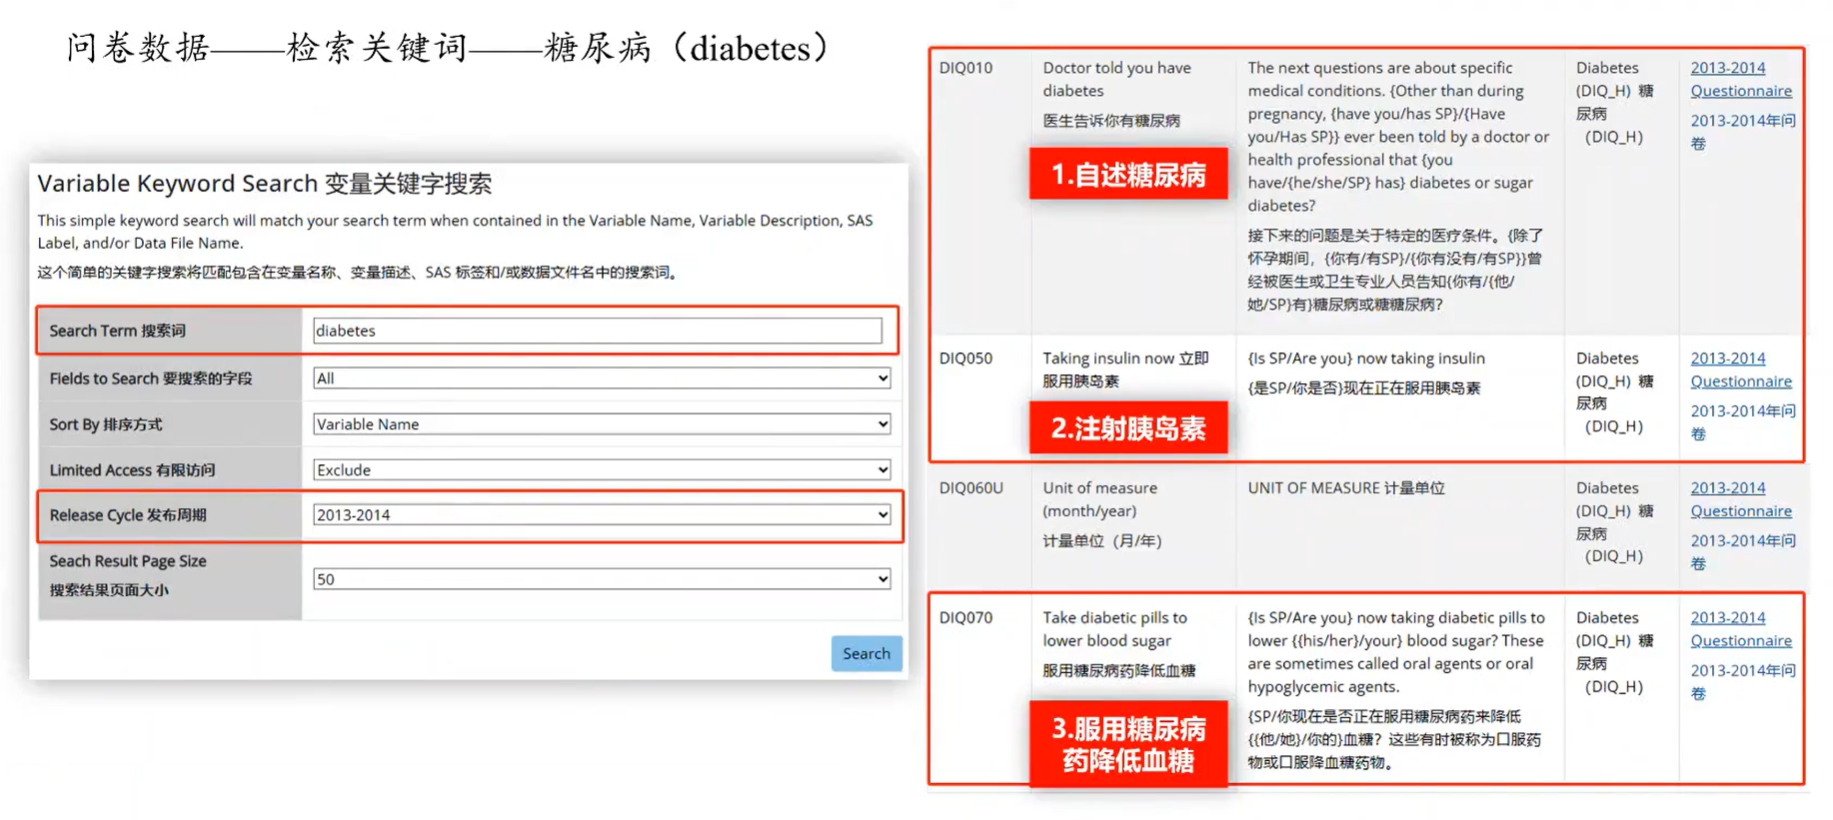 问卷数据——检索关键词——糖尿病（diabetes）
Variable Keyword Search 变量关键字搜索
This simple keyword search will match your search term when contained in the Variable Name, Variable Description, SAS
Label, and/or Data File Name.
这个简单的关键字搜索将匹配包含在变量名称、变量描述、SAS 标签和/或数据文件名中的搜索词。
Search Term 搜索词
diabetes
Fields to Search 要搜索的字段
All
Sort By 排序方式
Variable Name
Limited Access 有限访问
Exclude
Release Cycle 发布周期
2013-2014
Seach Result Page Size
搜索结果页面大小
50
Search
DIQ010
Doctor told you have
diabetes
医生告诉你有糖尿病
1.自述糖尿病
The next questions are about specific
medical conditions. {Other than during
pregnancy, {have you/has SP}/{Have
you/Has SP}} ever been told by a doctor or
health professional that {you
have/{he/she/SP} has} diabetes or sugar
diabetes?
接下来的问题是关于特定的医疗条件。{除了
怀孕期间，{你有/有SP}/{你有没有/有SP}}曾
经被医生或卫生专业人员告知{你有/{他/
她/SP}有}糖尿病或糖糖尿病？
Diabetes
(DIQ_H) 糖
尿病
（DIQ_H）
2013-2014
Questionnaire
2013-2014年问
卷
DIQ050
Taking insulin now 立即
服用胰岛素
2.注射胰岛素
{Is SP/Are you} now taking insulin
{是SP/你是否}现在正在服用胰岛素
Diabetes
(DIQ_H) 糖
尿病
（DIQ_H）
2013-2014
Questionnaire
2013-2014年问
卷
DIQ060U
Unit of measure
(month/year)
计量单位（月/年）
UNIT OF MEASURE 计量单位
Diabetes
(DIQ_H) 糖
尿病
（DIQ_H）
2013-2014
Questionnaire
2013-2014年问
卷
DIQ070
Take diabetic pills to
lower blood sugar
服用糖尿病药降低血糖
3.服用糖尿病
药降低血糖
{Is SP/Are you} now taking diabetic pills to
lower {{his/her}/your} blood sugar? These
are sometimes called oral agents or oral
hypoglycemic agents.
{SP/你现在是否正在服用糖尿病药来降低
{{他/她}/你的}血糖？这些有时被称为口服药
物或口服降血糖药物。
Diabetes
(DIQ_H) 糖
尿病
（DIQ_H）
2013-2014
Questionnaire
2013-2014年问
卷